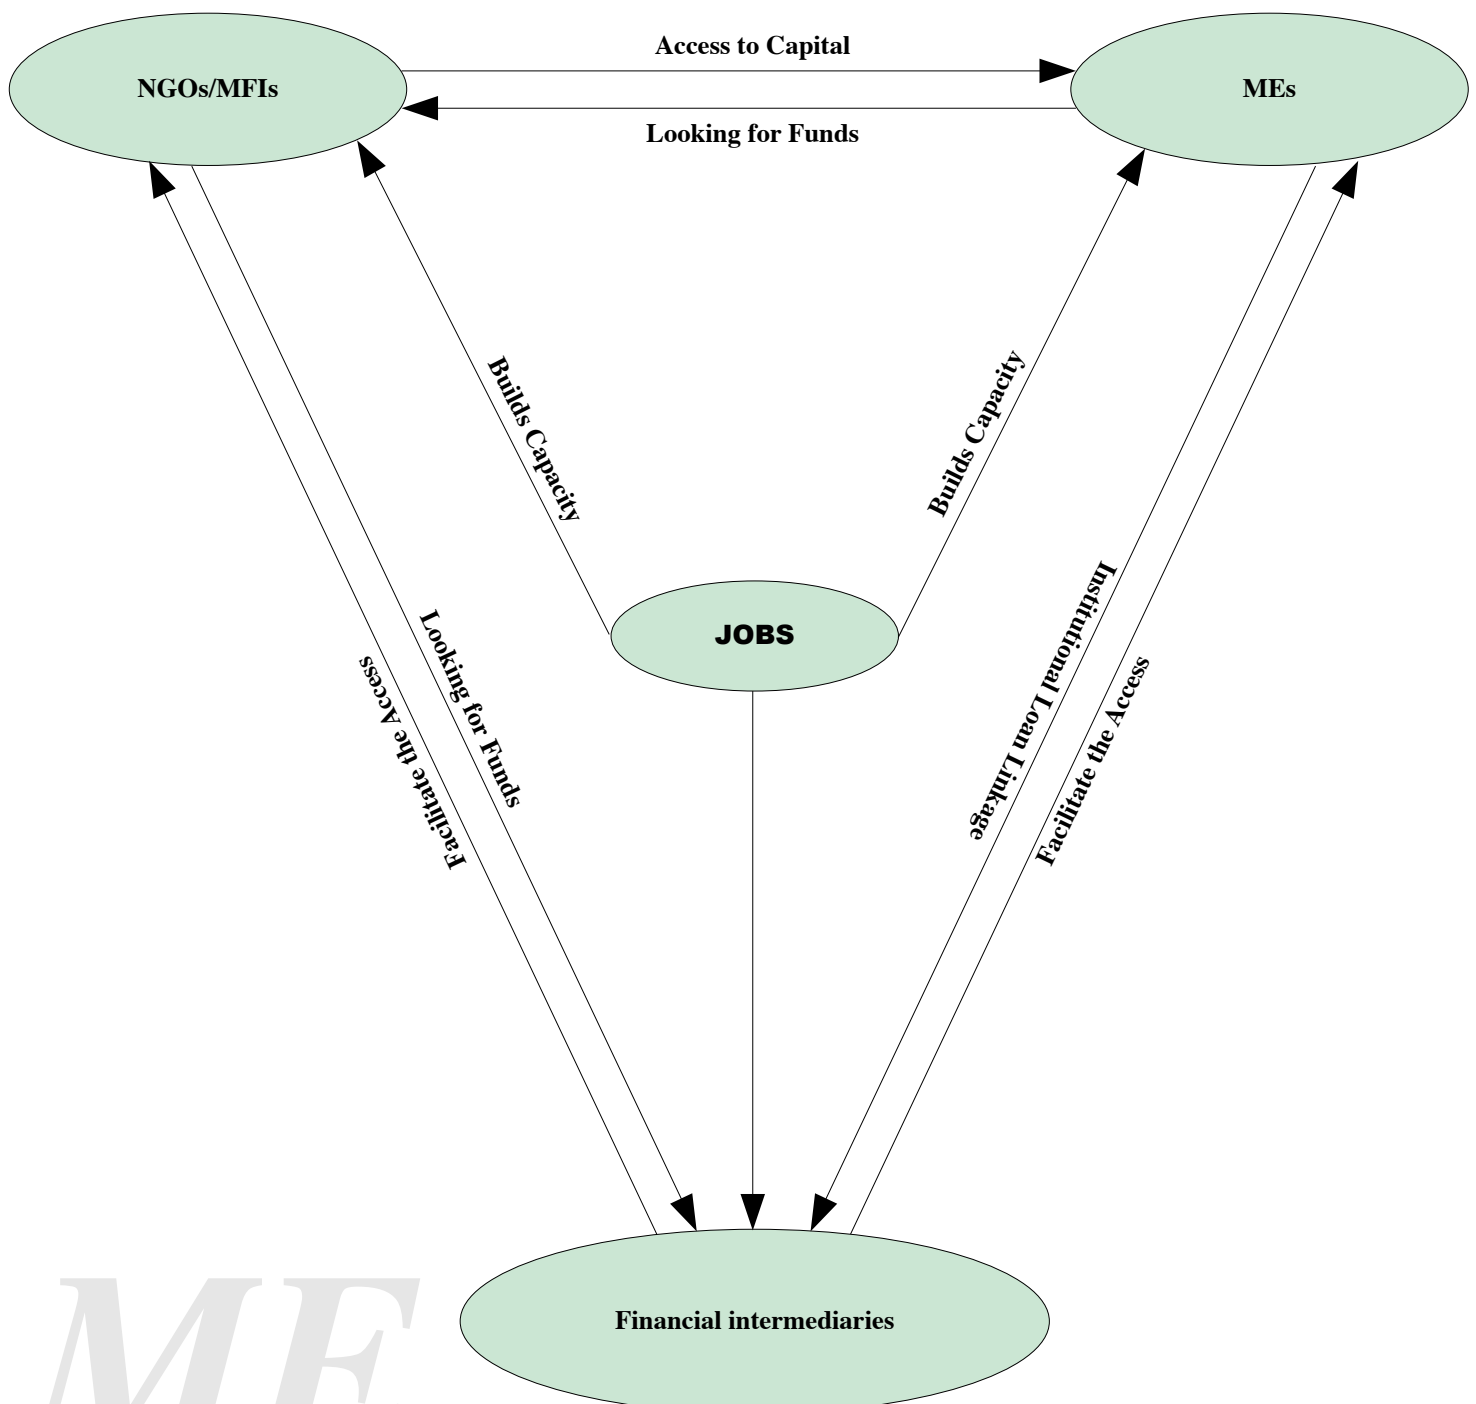 Access to Capital
NGOs/MFIs
MEs
Looking for Funds
Builds Capacity
Builds Capacity
JOBS
Looking for Funds
Facilitate the Access
Institutional Loan Linkage
Facilitate the Access
Financial intermediaries